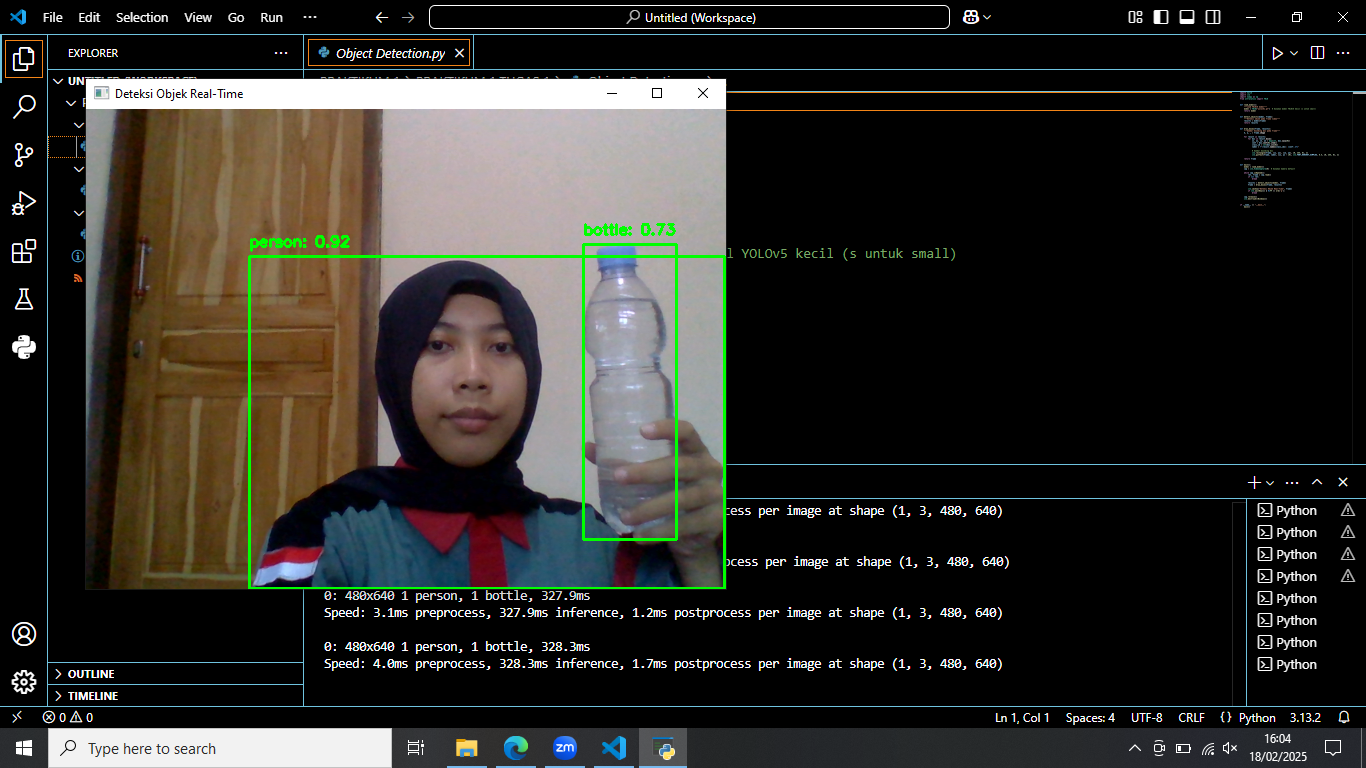 File Edit Selection View Go Run ··· Untitled (Workspace)
EXPLORER ···
Object Detection.py
Deteksi Objek Real-Time
person: 0.92
bottle: 0.73
l YOLOv5 kecil (s untuk small)
cess per image at shape (1, 3, 480, 640)
cess per image at shape (1, 3, 480, 640)
0: 480x640 1 person, 1 bottle, 327.9ms
Speed: 3.1ms preprocess, 327.9ms inference, 1.2ms postprocess per image at shape (1, 3, 480, 640)
0: 480x640 1 person, 1 bottle, 328.3ms
Speed: 4.0ms preprocess, 328.3ms inference, 1.7ms postprocess per image at shape (1, 3, 480, 640)
Python
Python
Python
Python
Python
Python
Python
Python
OUTLINE
TIMELINE
0 0 Ln 1, Col 1 Spaces: 4 UTF-8 CRLF {} Python 3.13.2
Type here to search
zm
16:04
18/02/2025